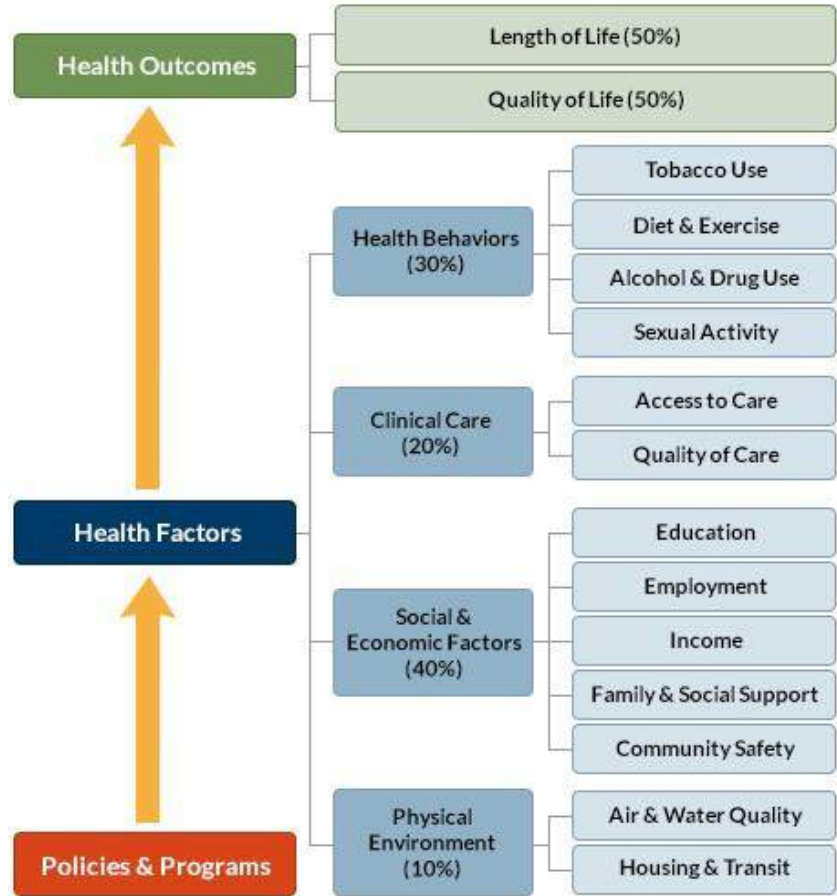 Health Outcomes
Length of Life (50%)
Quality of Life (50%)
Health Factors
Health Behaviors
(30%)
Tobacco Use
Diet & Exercise
Alcohol & Drug Use
Sexual Activity
Clinical Care
(20%)
Access to Care
Quality of Care
Social &
Economic Factors
(40%)
Education
Employment
Income
Family & Social Support
Community Safety
Physical
Environment
(10%)
Air & Water Quality
Housing & Transit
Policies & Programs